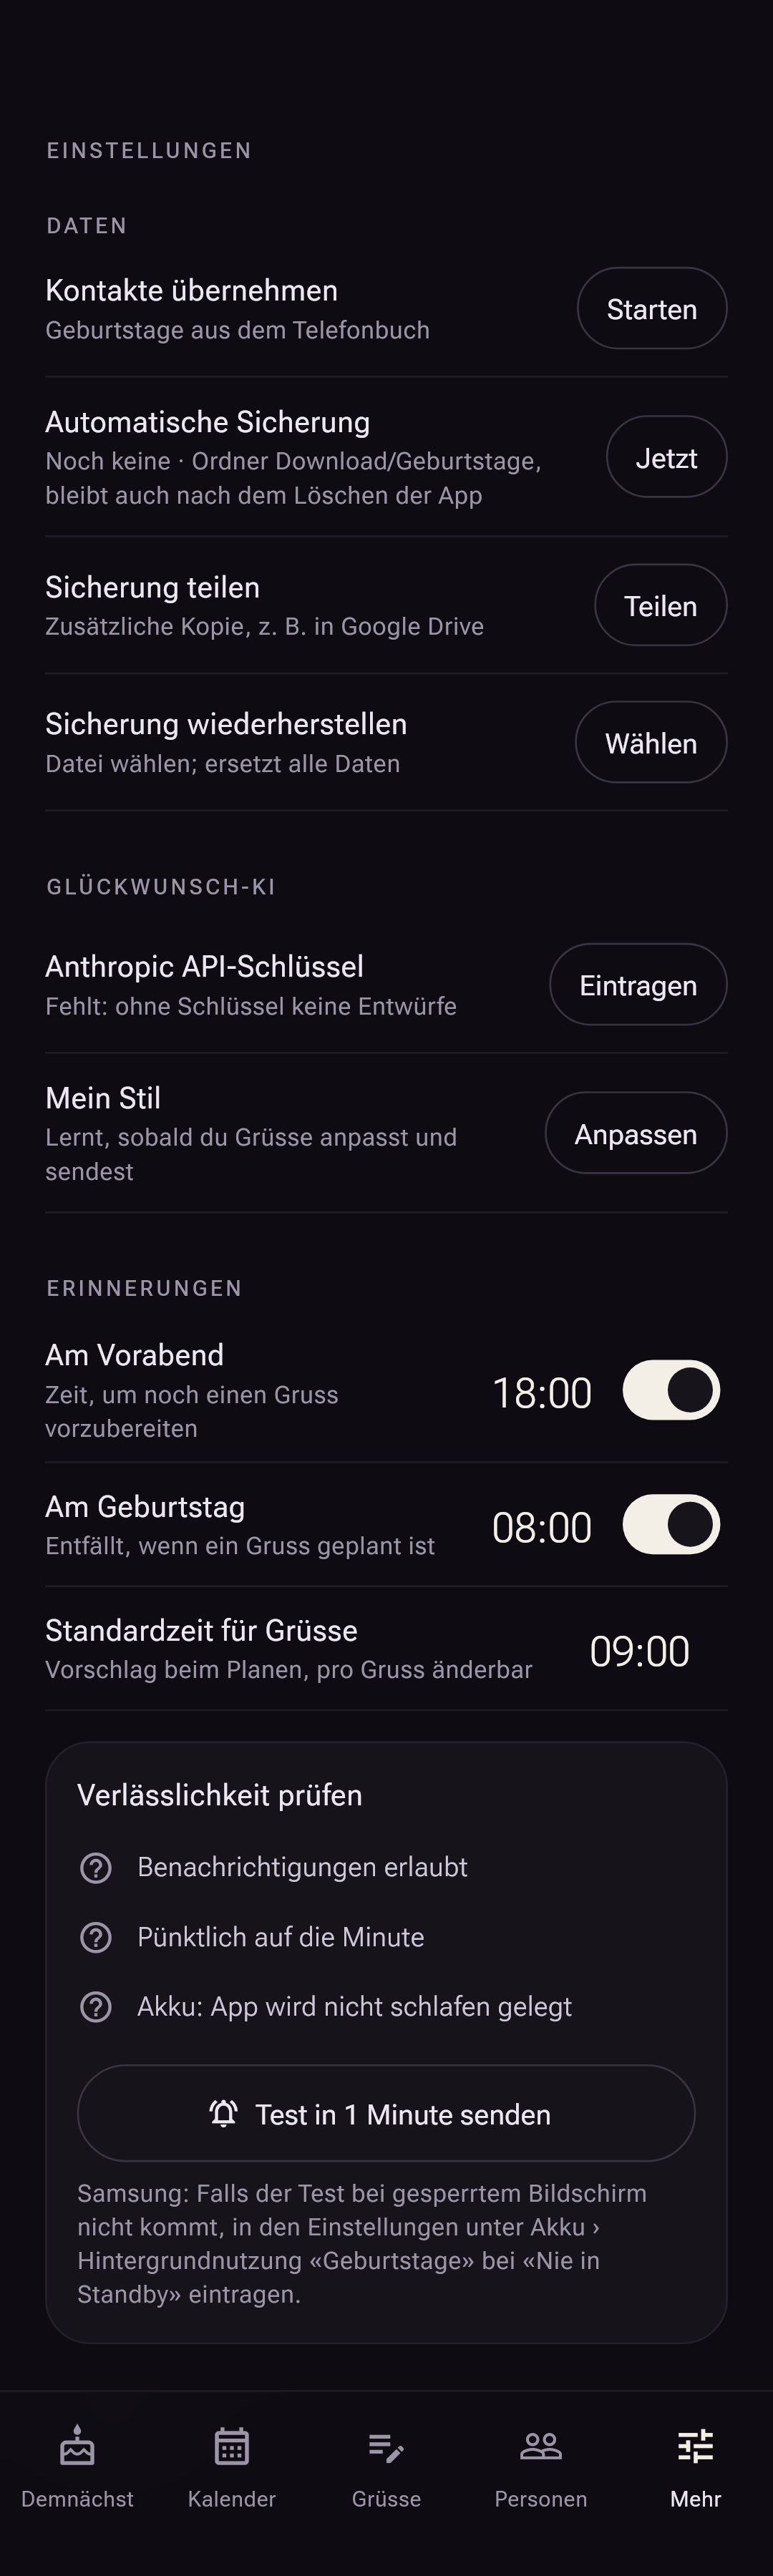 EINSTELLUNGEN
DATEN
Kontakte übernehmen
Geburtstage aus dem Telefonbuch
Starten
Automatische Sicherung
Noch keine · Ordner Download/Geburtstage,
bleibt auch nach dem Löschen der App
Jetzt
Sicherung teilen
Zusätzliche Kopie, z. B. in Google Drive
Teilen
Sicherung wiederherstellen
Datei wählen; ersetzt alle Daten
Wählen
GLÜCKWUNSCH-KI
Anthropic API-Schlüssel
Fehlt: ohne Schlüssel keine Entwürfe
Eintragen
Mein Stil
Lernt, sobald du Grüsse anpasst und
sendest
Anpassen
ERINNERUNGEN
Am Vorabend
Zeit, um noch einen Gruss
vorzubereiten
18:00
Am Geburtstag
Entfällt, wenn ein Gruss geplant ist
08:00
Standardzeit für Grüsse
Vorschlag beim Planen, pro Gruss änderbar
09:00
Verlässlichkeit prüfen
Benachrichtigungen erlaubt
Pünktlich auf die Minute
Akku: App wird nicht schlafen gelegt
Test in 1 Minute senden
Samsung: Falls der Test bei gesperrtem Bildschirm
nicht kommt, in den Einstellungen unter Akku ›
Hintergrundnutzung «Geburtstage» bei «Nie in
Standby» eintragen.
Demnächst
Kalender
Grüsse
Personen
Mehr